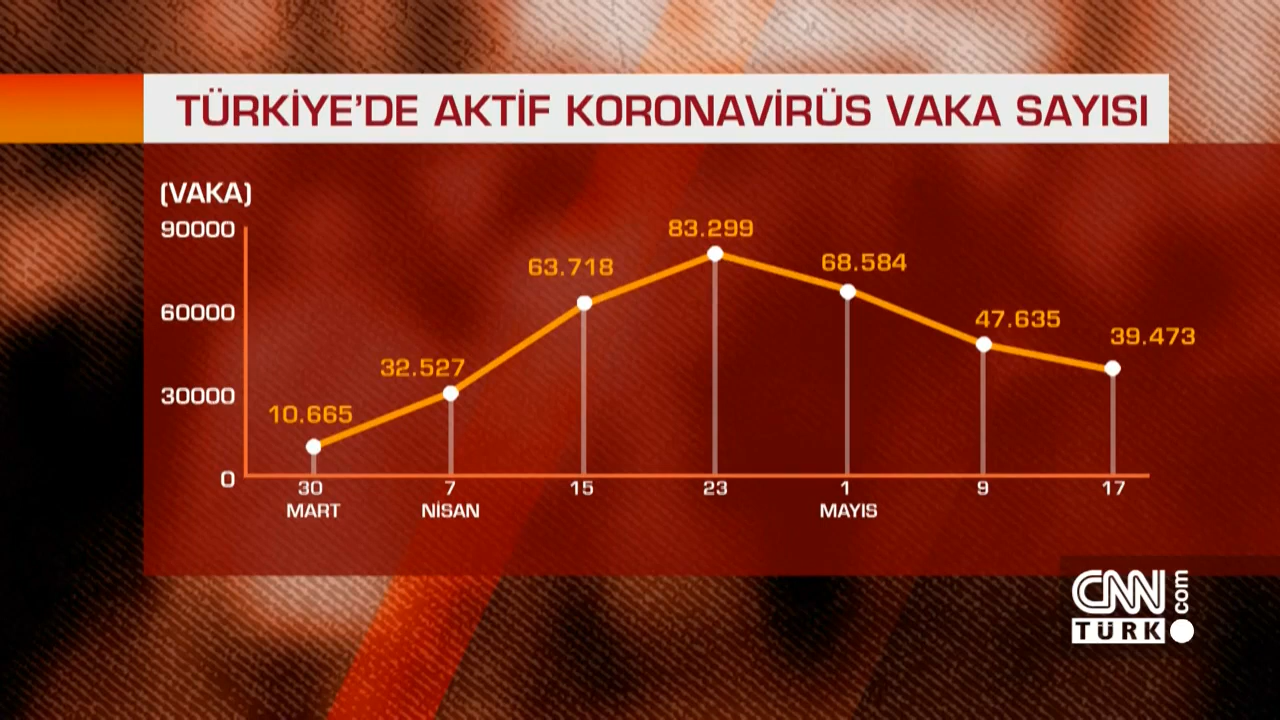 TÜRKİYE'DE AKTİF KORONAVİRÜS VAKA SAYISI
(VAKA)
90000
60000
30000
0
10.665
32.527
63.718
83.299
68.584
47.635
39.473
30 7 15 23 1 9 17
MART NİSAN MAYIS
CNN
TÜRK
com